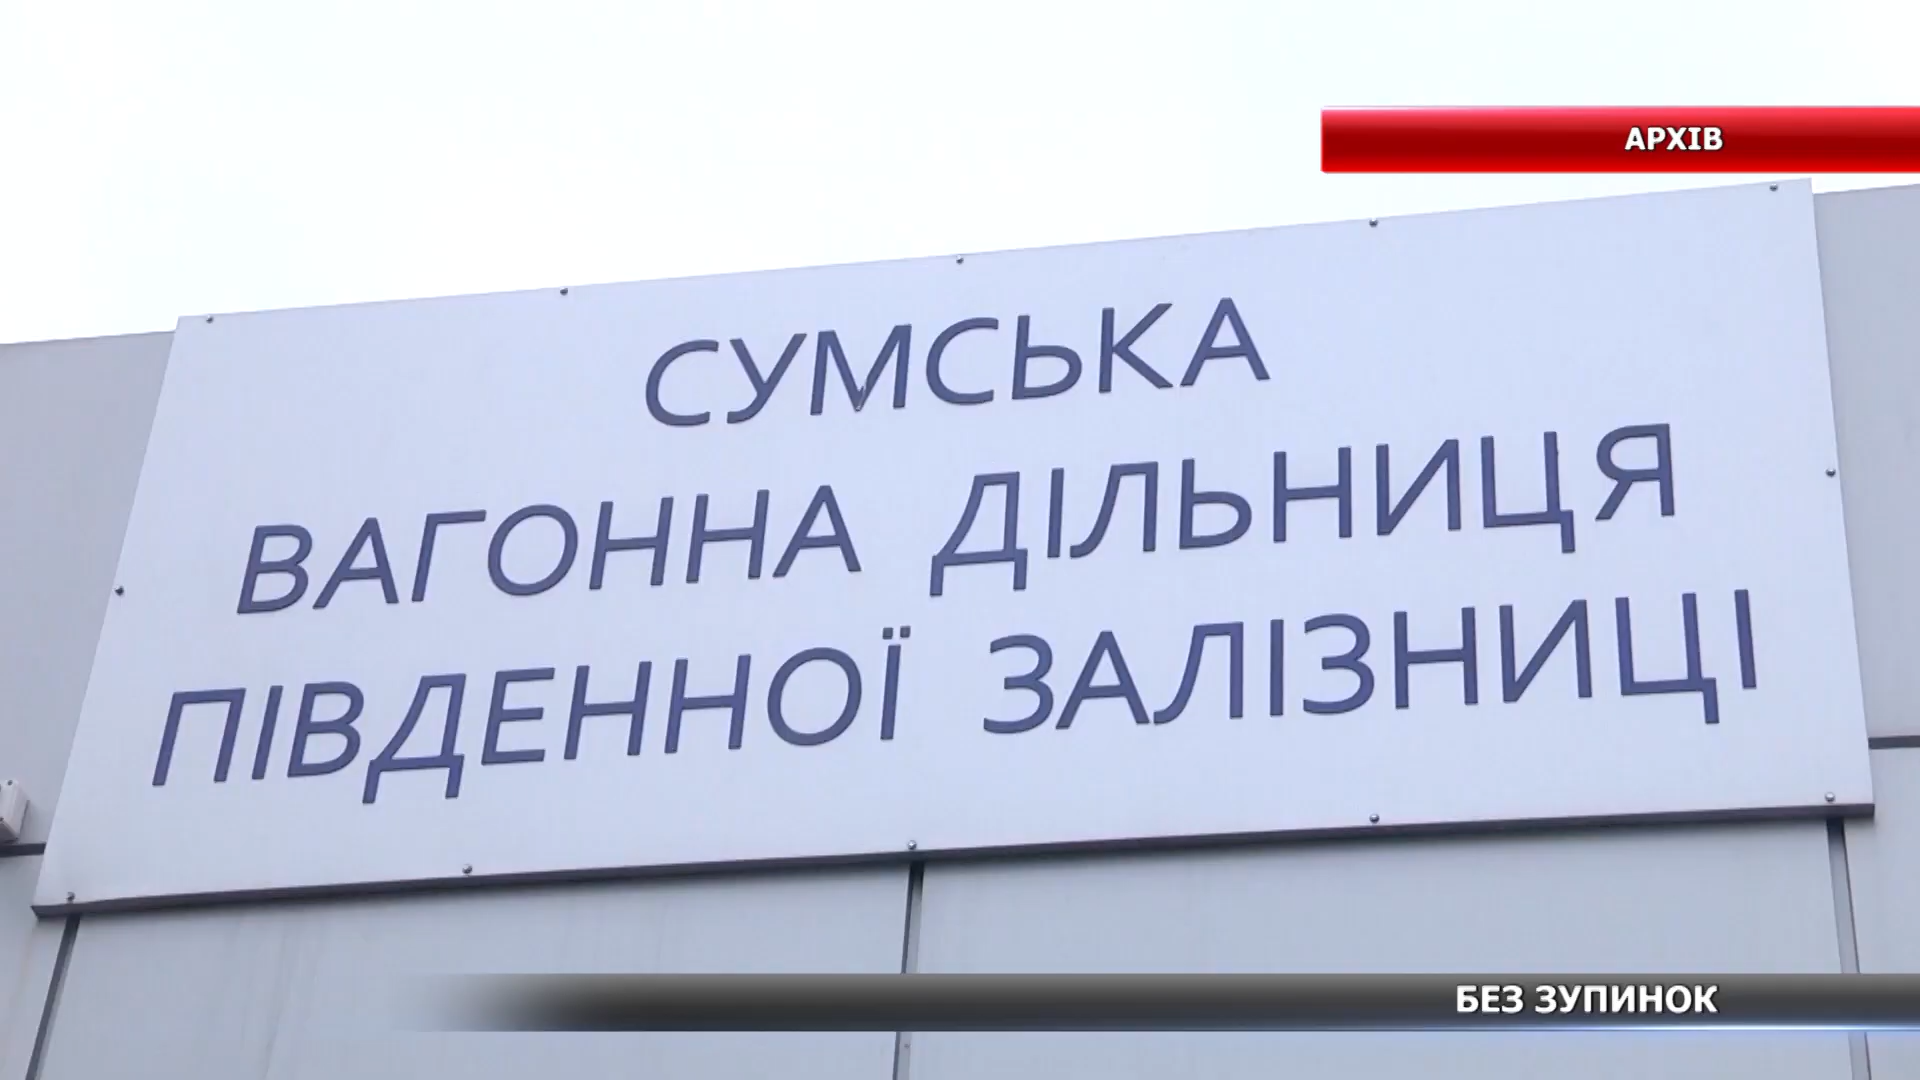 АРХІВ
СУМСЬКА
ВАГОННА ДІЛЬНИЦЯ
ПІВДЕННОЇ ЗАЛІЗНИЦІ
БЕЗ ЗУПИНОК